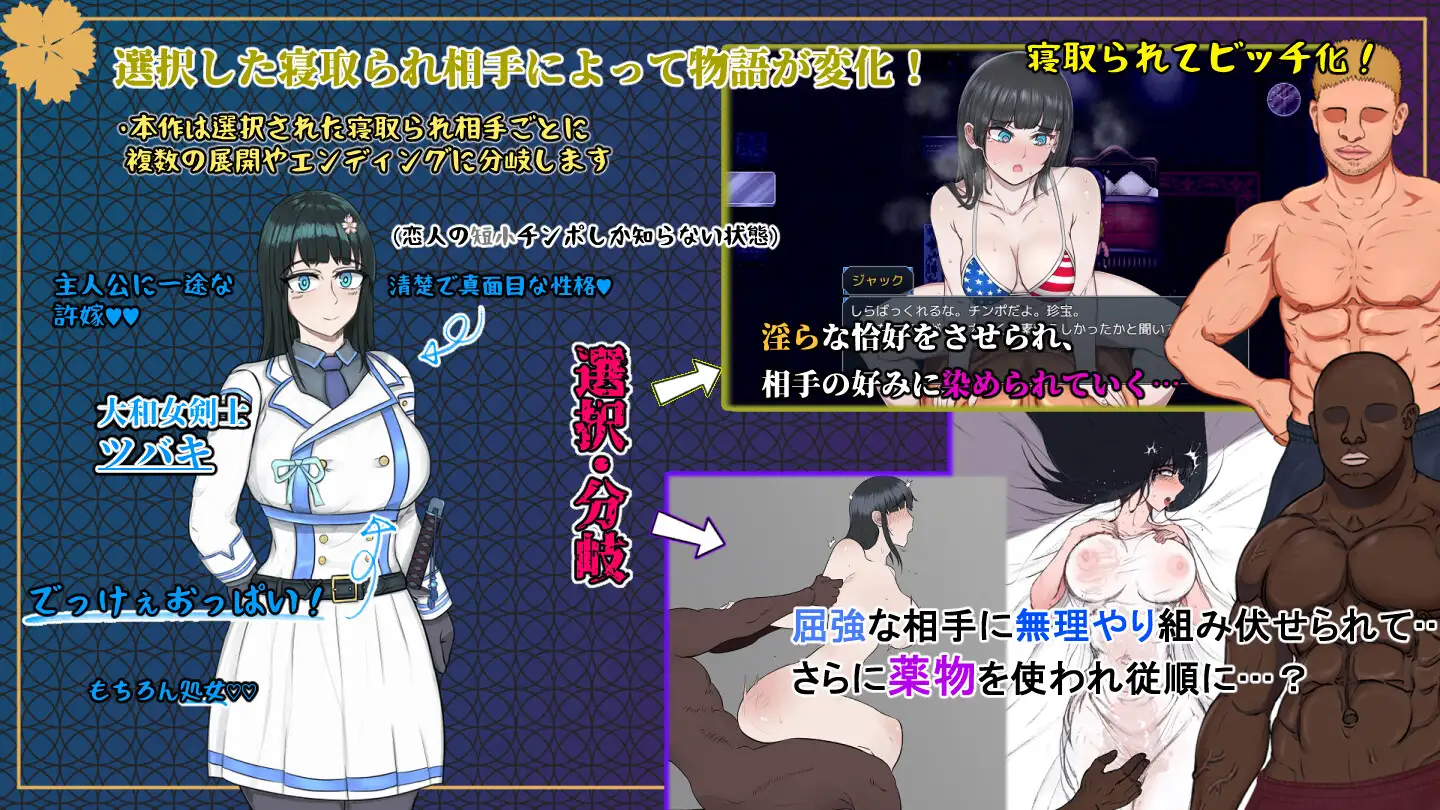 選択した寝取られ相手によって物語が変化！
・本作は選択された寝取られ相手ごとに
複数の展開やエンディングに分岐します
(恋人の短小チンポしか知らない状態)
主人公に一途な
許嫁♥♥
清楚で真面目な性格♥
大和女剣士
ツバキ
でっけぇおっぱい！
もちろん処女♡♡
選択・分岐
寝取られてビッチ化！
ジャック
しらばっくれるな。チンポだよ。珍宝。
しかったかと聞いて
淫らな恰好をさせられ、
相手の好みに染められていく…
屈強な相手に無理やり組み伏せられて…
さらに薬物を使われ従順に…？